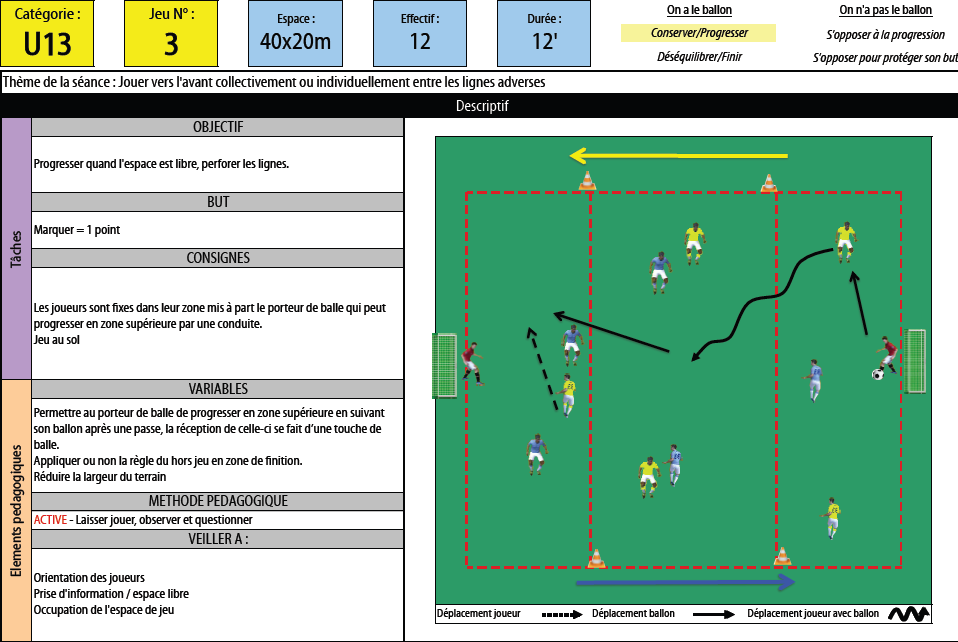 Catégorie :
U13
Jeu N° :
3
Espace :
40x20m
Effectif :
12
Durée :
12'
On a le ballon
Conserver/Progresser
Déséquilibrer/Finir
On n'a pas le ballon
S'opposer à la progression
S'opposer pour protéger son but
Thème de la séance : Jouer vers l'avant collectivement ou individuellement entre les lignes adverses
Descriptif
Tâches
OBJECTIF
Progresser quand l'espace est libre, perforer les lignes.
BUT
Marquer = 1 point
CONSIGNES
Les joueurs sont fixes dans leur zone mis à part le porteur de balle qui peut
progresser en zone supérieure par une conduite.
Jeu au sol
Elements pedagogiques
VARIABLES
Permettre au porteur de balle de progresser en zone supérieure en suivant
son ballon après une passe, la réception de celle-ci se fait d'une touche de
balle.
Appliquer ou non la règle du hors jeu en zone de finition.
Réduire la largeur du terrain
METHODE PEDAGOGIQUE
ACTIVE - Laisser jouer, observer et questionner
VEILLER A :
Orientation des joueurs
Prise d'information / espace libre
Occupation de l'espace de jeu
Déplacement joueur
Déplacement ballon
Déplacement joueur avec ballon